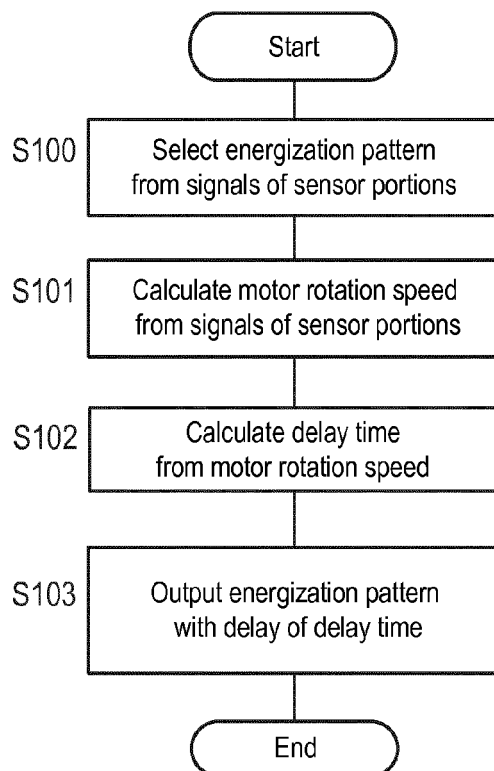 Start
S100
Select energization pattern
from signals of sensor portions
S101
Calculate motor rotation speed
from signals of sensor portions
S102
Calculate delay time
from motor rotation speed
S103
Output energization pattern
with delay of delay time
End